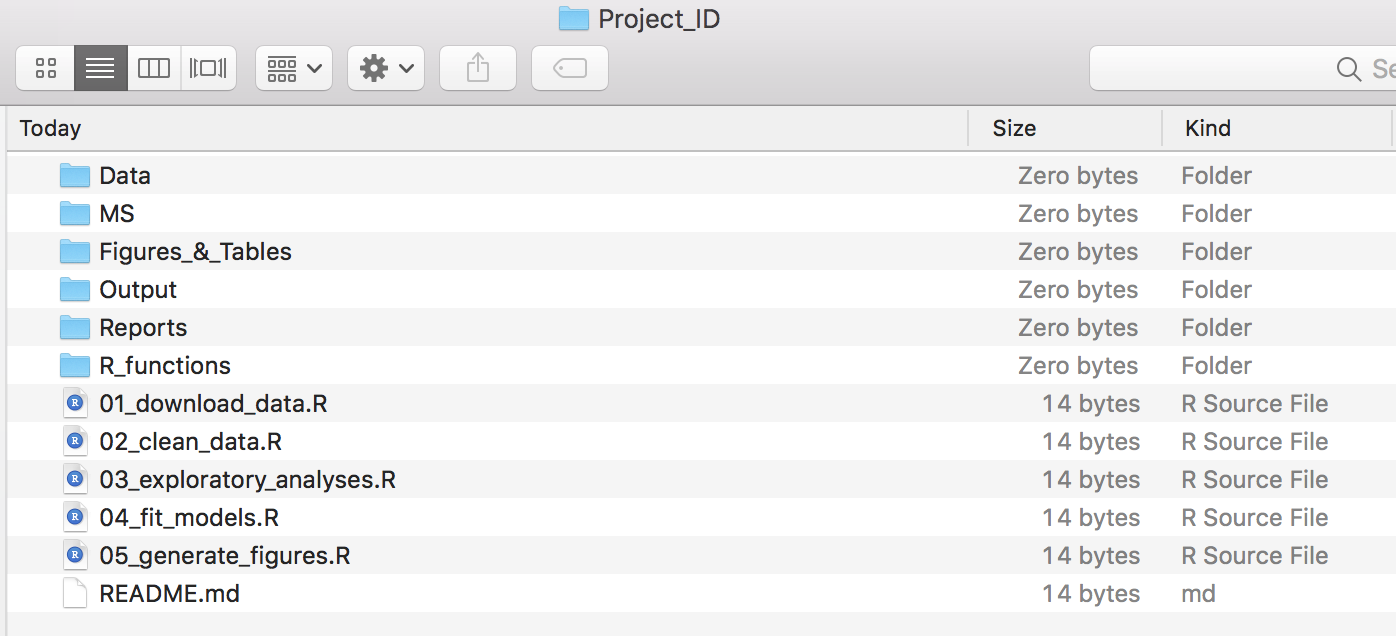 Project_ID
Se
Today Size Kind
Data Zero bytes Folder
MS Zero bytes Folder
Figures_&_Tables Zero bytes Folder
Output Zero bytes Folder
Reports Zero bytes Folder
R_functions Zero bytes Folder
01_download_data.R 14 bytes R Source File
02_clean_data.R 14 bytes R Source File
03_exploratory_analyses.R 14 bytes R Source File
04_fit_models.R 14 bytes R Source File
05_generate_figures.R 14 bytes R Source File
README.md 14 bytes md